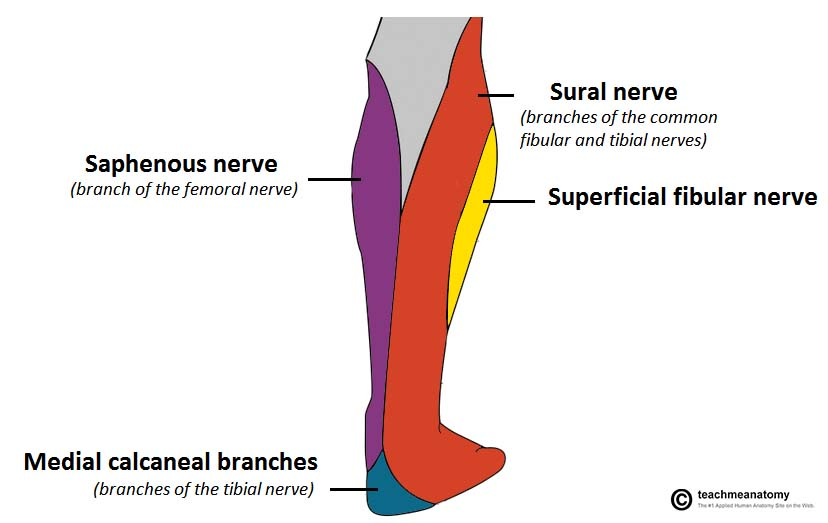 Sural nerve
(branches of the common
fibular and tibial nerves)
Saphenous nerve
(branch of the femoral nerve)
Superficial fibular nerve
Medial calcaneal branches
(branches of the tibial nerve)
© teachmeanatomy
The #1 Applied Human Anatomy Site on the Web.